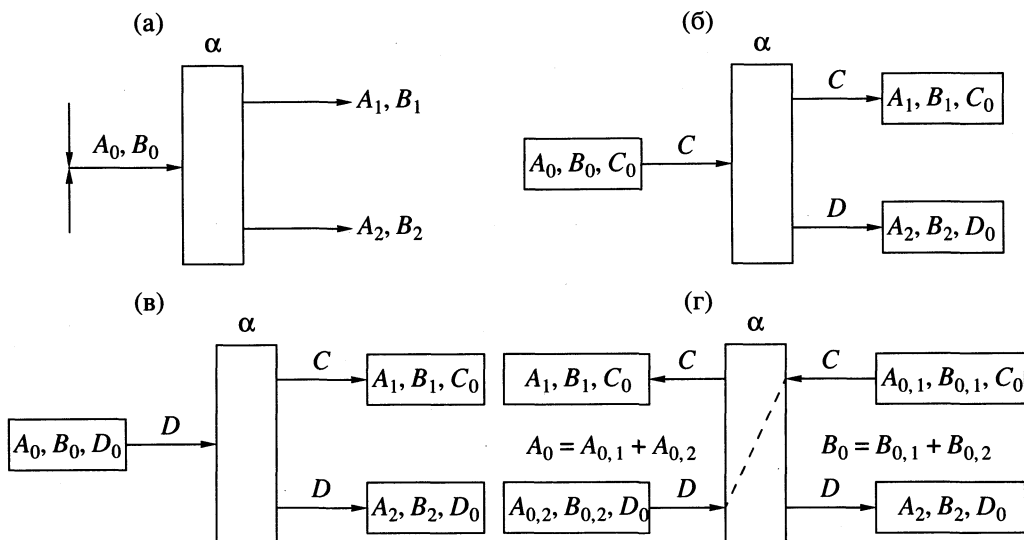 (а)
α
A₀, B₀
A₁, B₁
A₂, B₂
(б)
α
A₀, B₀, C₀
C
C
A₁, B₁, C₀
D
A₂, B₂, D₀
(в)
α
A₀, B₀, D₀
D
C
A₁, B₁, C₀
D
A₂, B₂, D₀
(г)
α
A₁, B₁, C₀
C
C
A₀,₁, B₀,₁, C₀
A₀ = A₀,₁ + A₀,₂
B₀ = B₀,₁ + B₀,₂
A₀,₂, B₀,₂, D₀
D
D
A₂, B₂, D₀